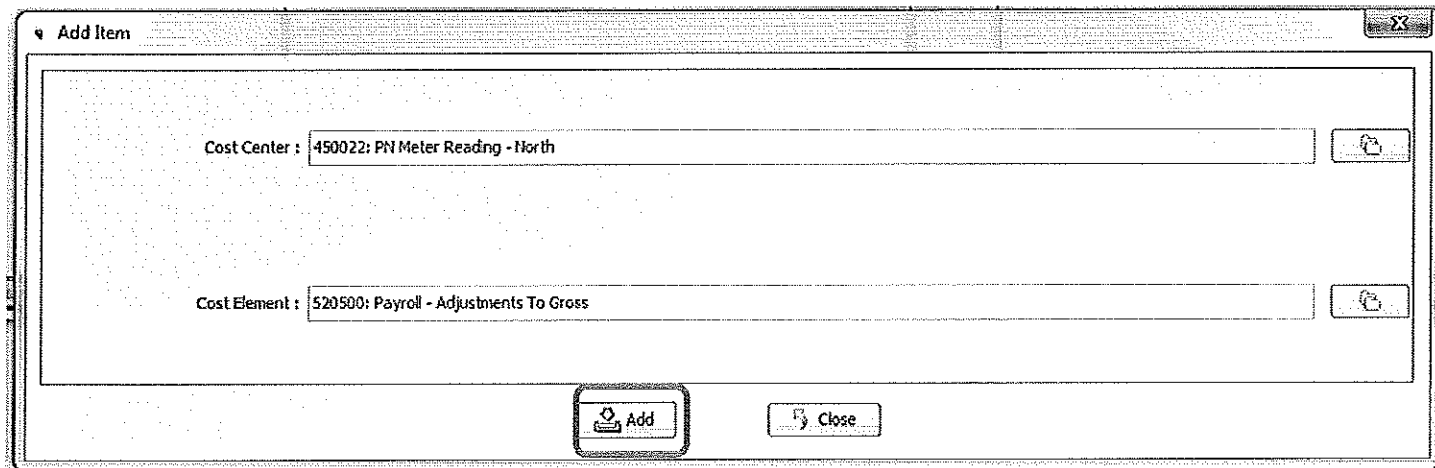 Add Item
Cost Center : 450022: PN Meter Reading - North
Cost Element : 520500: Payroll - Adjustments To Gross
Add Close